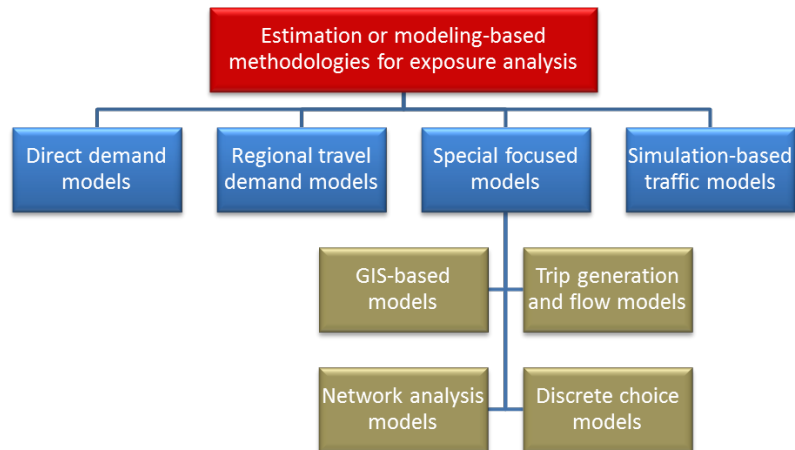 Estimation or modeling-based
methodologies for exposure analysis
Direct demand
models
Regional travel
demand models
Special focused
models
Simulation-based
traffic models
GIS-based
models
Trip generation
and flow models
Network analysis
models
Discrete choice
models